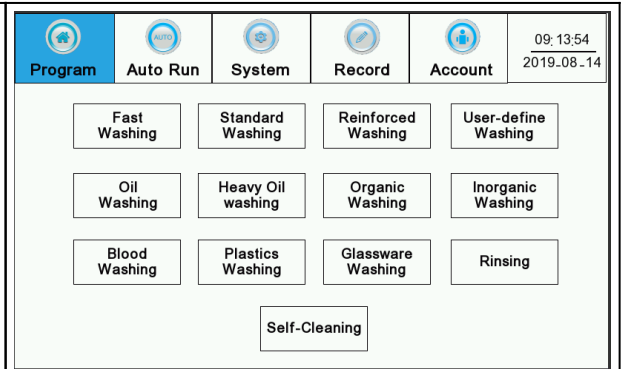 AUTO
Program Auto Run System Record Account
09:13:54
2019-08-14
Fast Washing
Standard Washing
Reinforced Washing
User-define Washing
Oil Washing
Heavy Oil washing
Organic Washing
Inorganic Washing
Blood Washing
Plastics Washing
Glassware Washing
Rinsing
Self-Cleaning